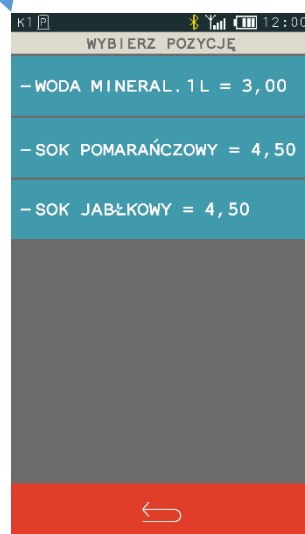 K1 P 12:00
WYBIERZ POZYCJĘ
-WODA MINERAL.1L = 3,00
-SOK POMARAŃCZOWY = 4,50
-SOK JABŁKOWY = 4,50